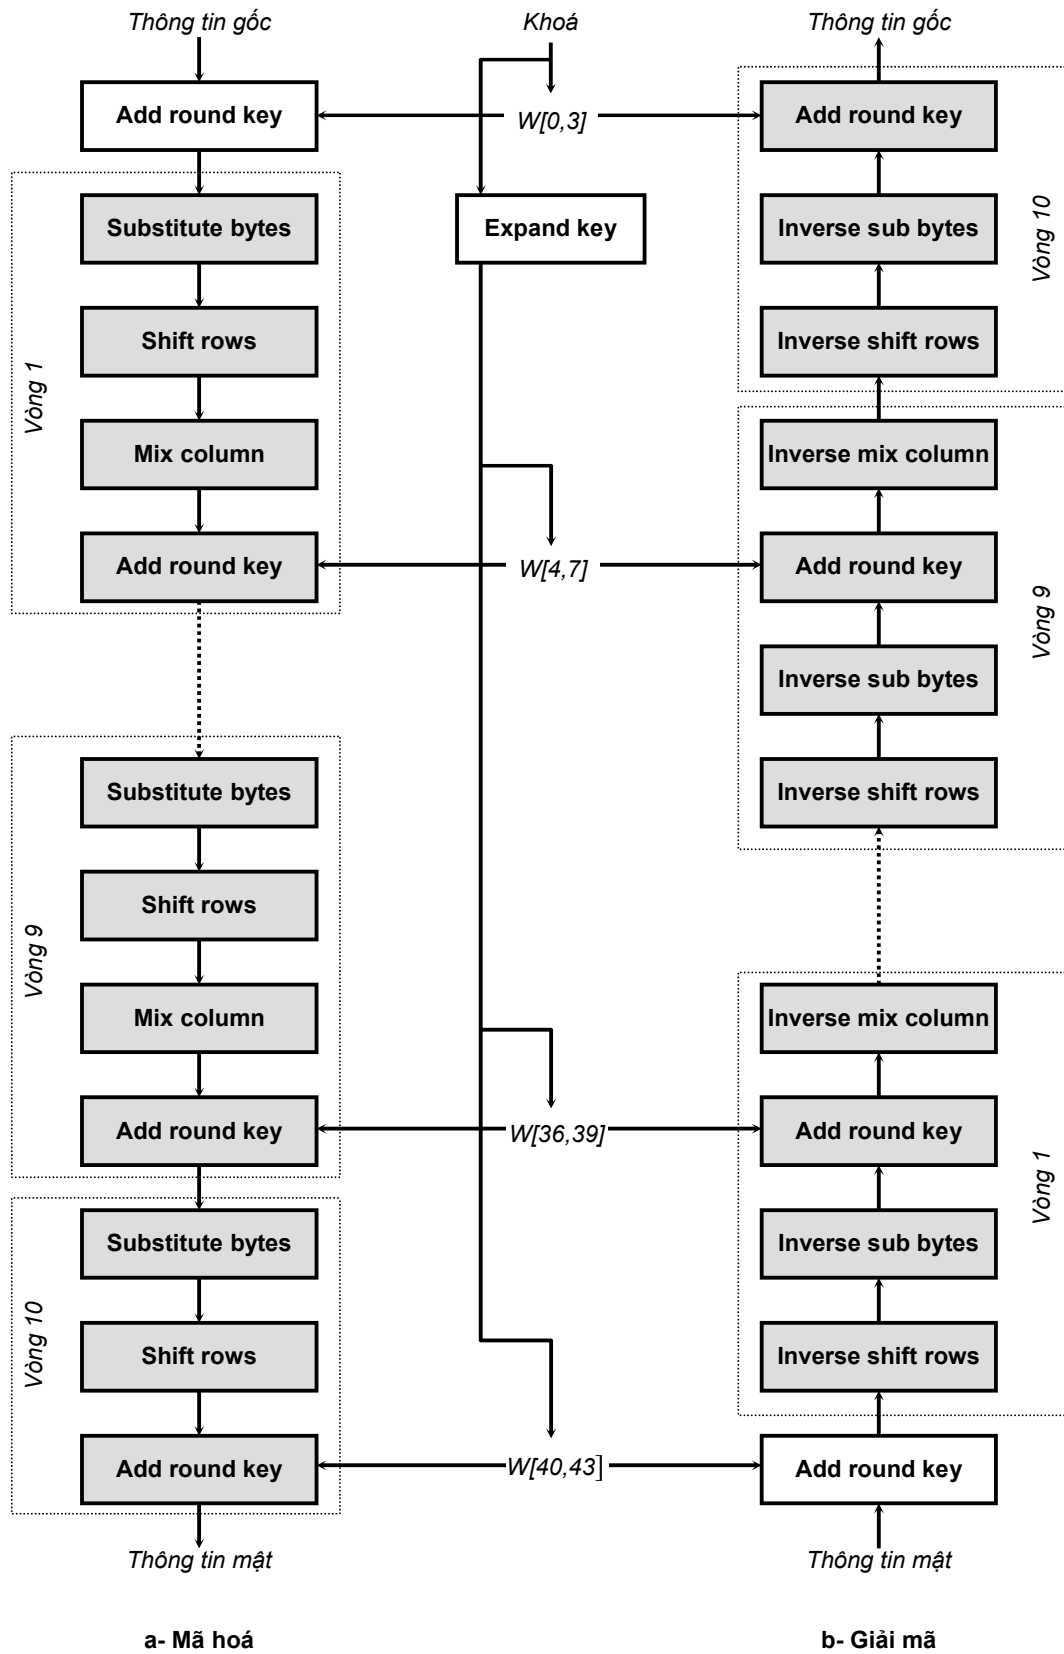 Thông tin gốc
Khoá
Thông tin gốc
Add round key
W[0,3]
Add round key
Vòng 1
Substitute bytes
Expand key
Inverse sub bytes
Vòng 10
Shift rows
Inverse shift rows
Mix column
Inverse mix column
Add round key
W[4,7]
Add round key
Vòng 9
Inverse sub bytes
Substitute bytes
Inverse shift rows
Vòng 9
Shift rows
Mix column
Inverse mix column
Add round key
W[36,39]
Add round key
Vòng 1
Substitute bytes
Inverse sub bytes
Vòng 10
Shift rows
Inverse shift rows
Add round key
W[40,43]
Add round key
Thông tin mật
Thông tin mật
a- Mã hoá
b- Giải mã